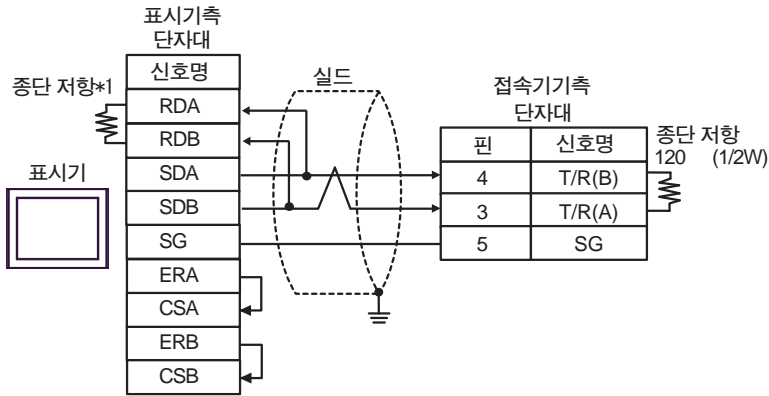 표시기측
단자대
신호명
종단 저항*1
RDA
RDB
표시기
SDA
SDB
SG
ERA
CSA
ERB
CSB
실드
접속기기측
단자대
핀 신호명
4 T/R(B)
3 T/R(A)
5 SG
종단 저항
120 (1/2W)